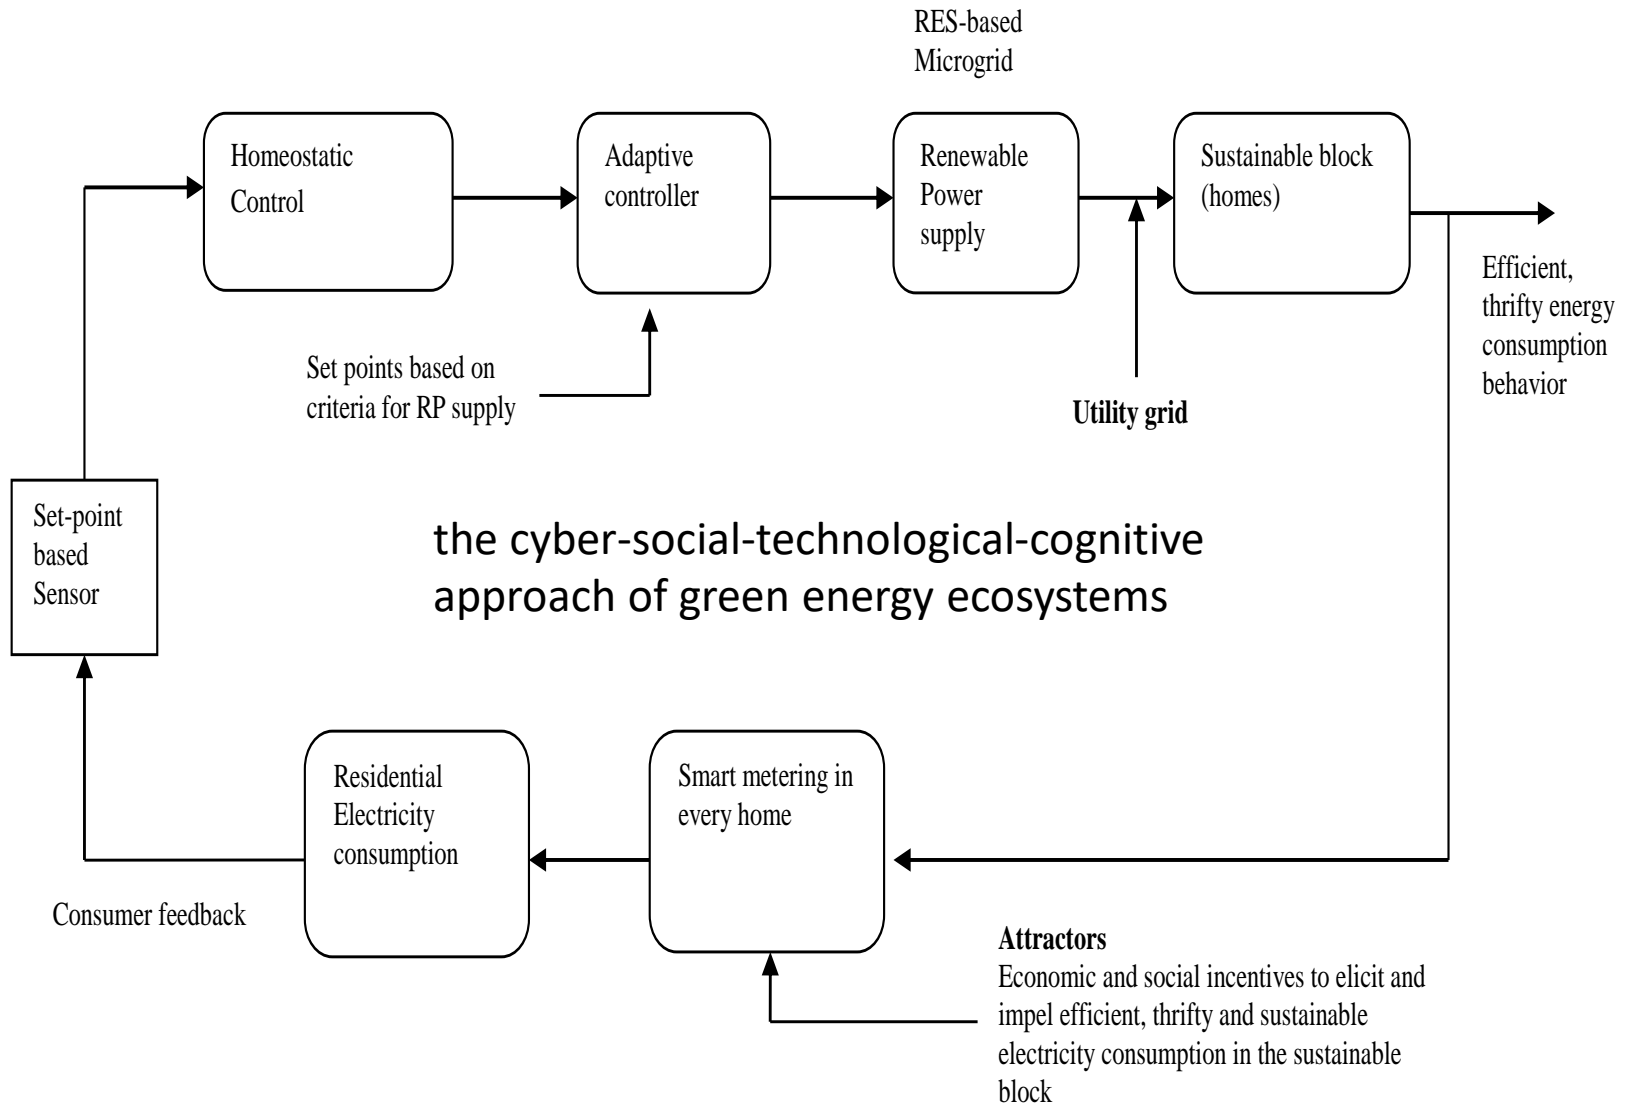 RES-based
Microgrid
Homeostatic
Control
Adaptive
controller
Renewable
Power
supply
Sustainable block
(homes)
Efficient,
thrifty energy
consumption
behavior
Set points based on
criteria for RP supply
Utility grid
Set-point
based
Sensor
the cyber-social-technological-cognitive
approach of green energy ecosystems
Residential
Electricity
consumption
Smart metering in
every home
Consumer feedback
Attractors
Economic and social incentives to elicit and
impel efficient, thrifty and sustainable
electricity consumption in the sustainable
block